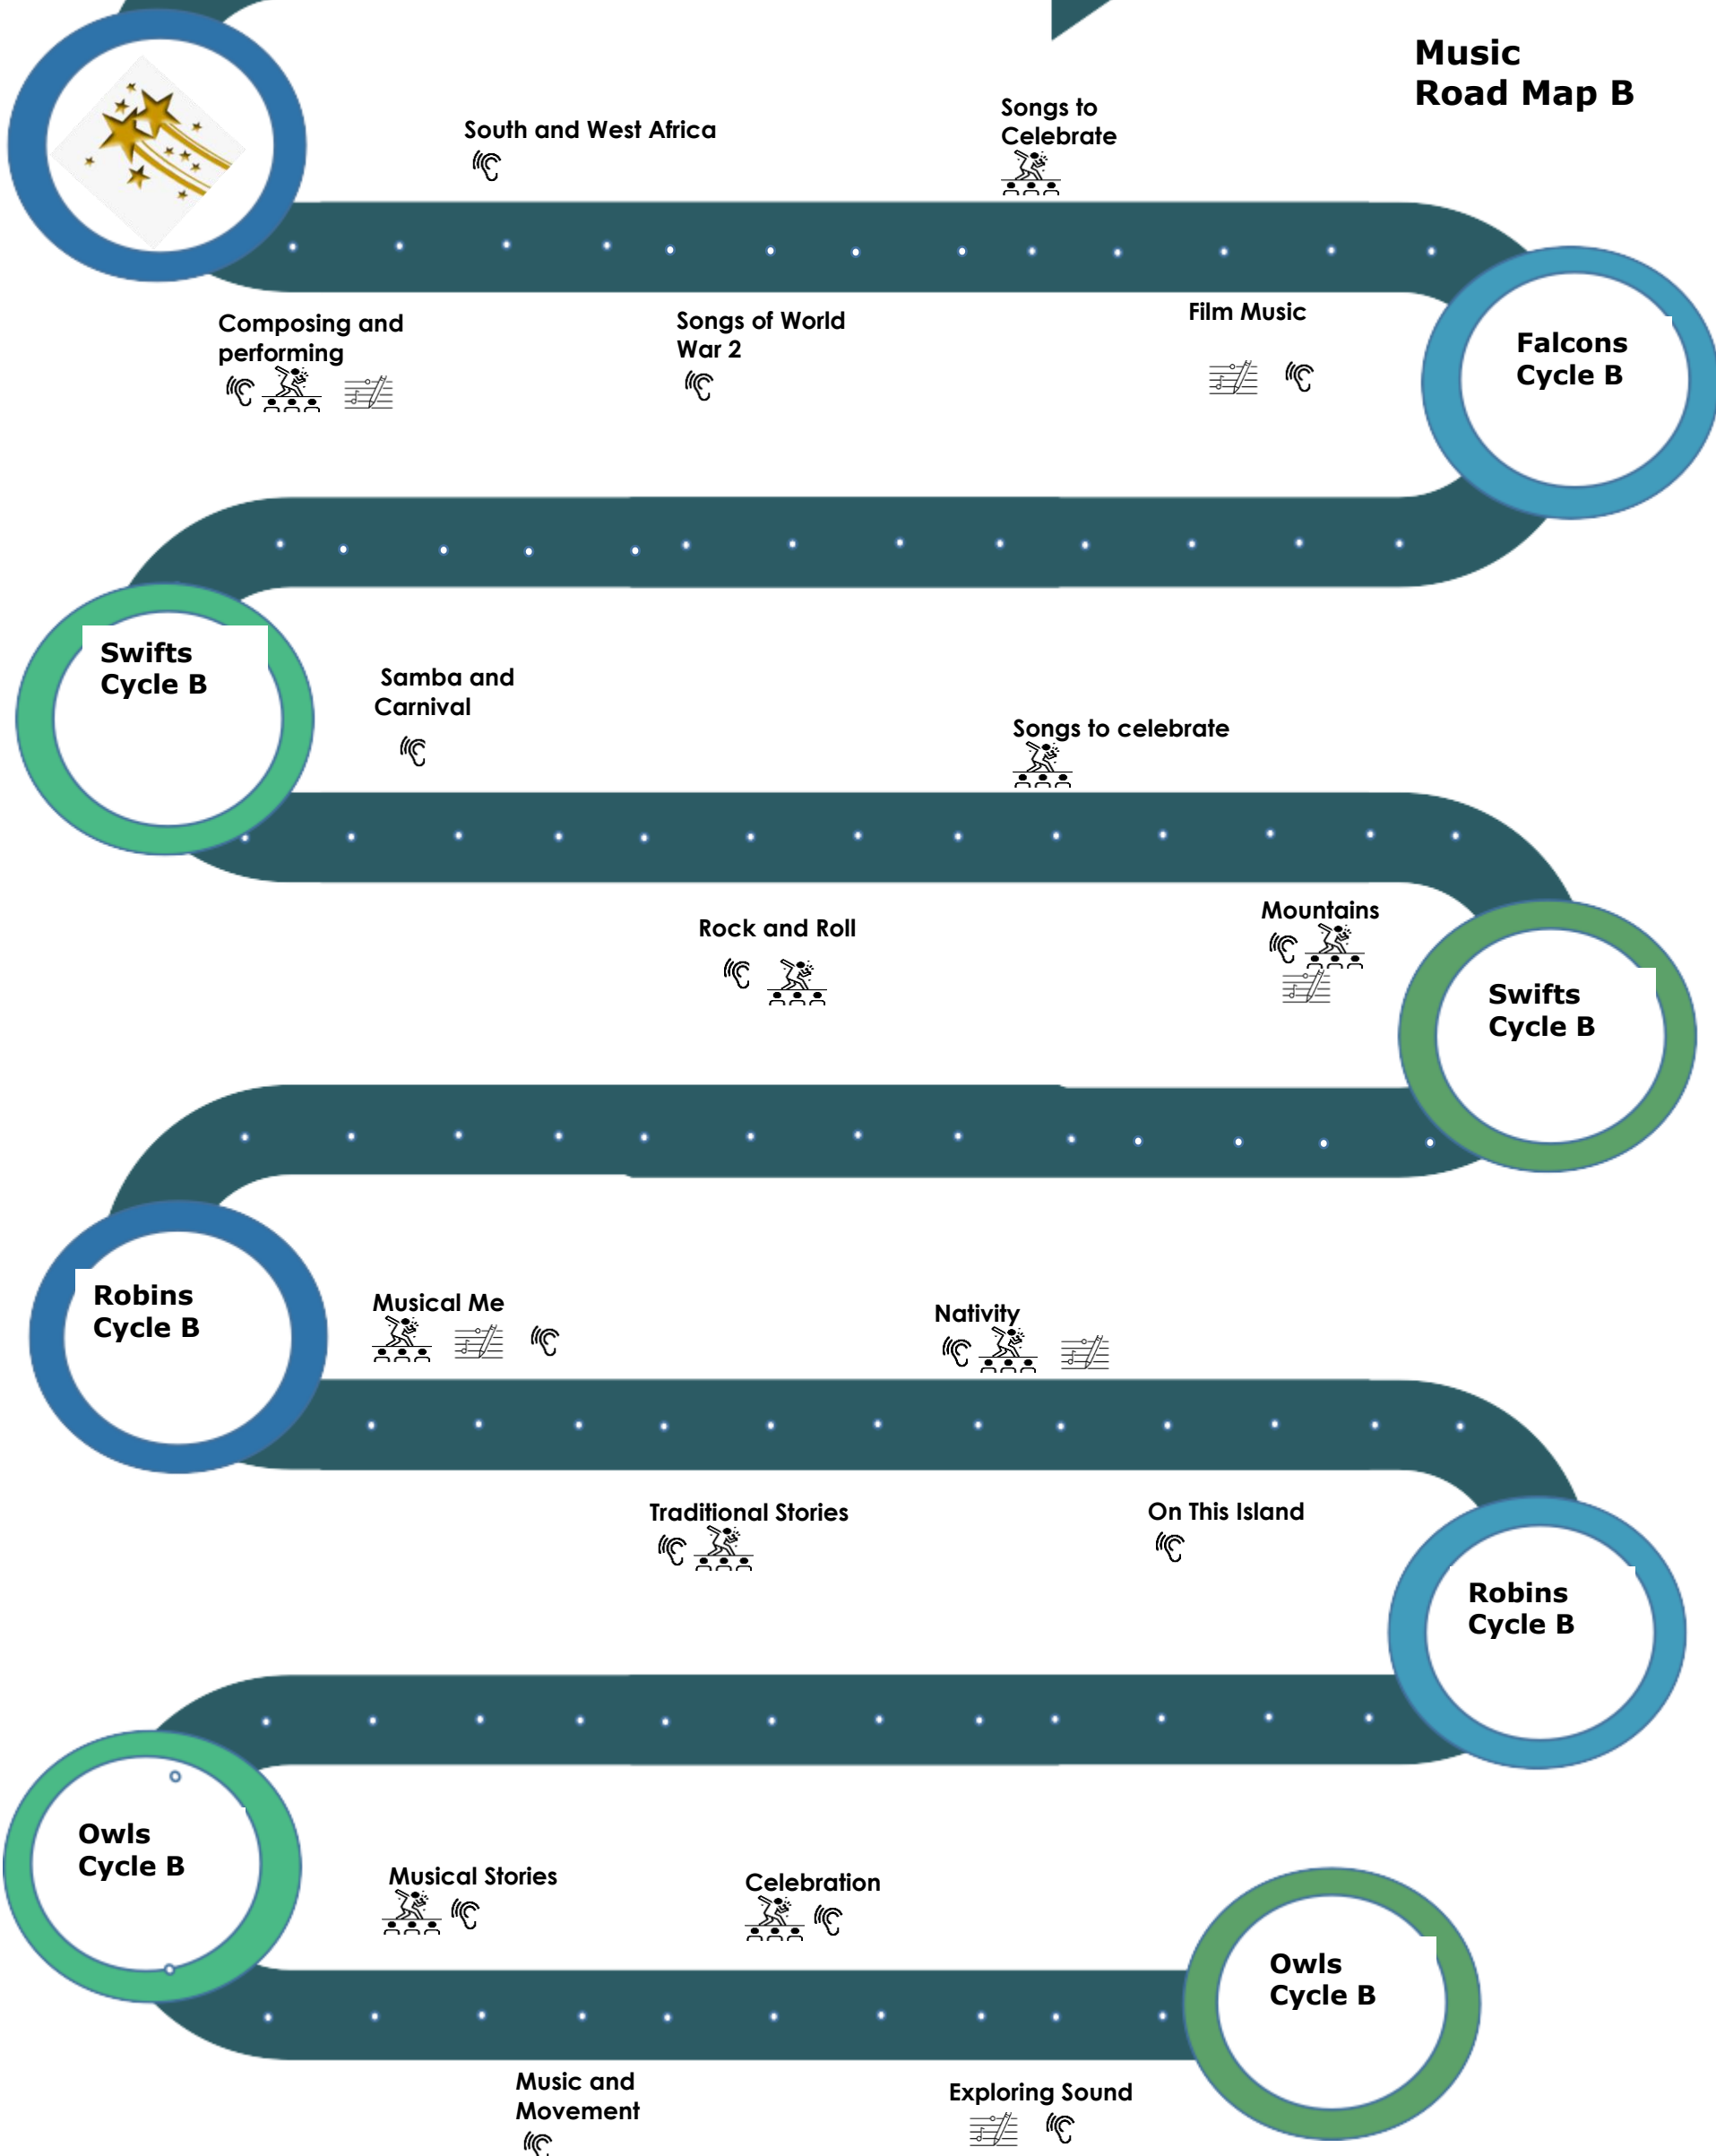 Music
Road Map B
South and West Africa
Songs to
Celebrate
Composing and
performing
Songs of World
War 2
Film Music
Falcons
Cycle B
Swifts
Cycle B
Samba and
Carnival
Songs to celebrate
Rock and Roll
Mountains
Swifts
Cycle B
Robins
Cycle B
Musical Me
Nativity
Traditional Stories
On This Island
Robins
Cycle B
Owls
Cycle B
Musical Stories
Celebration
Owls
Cycle B
Music and
Movement
Exploring Sound